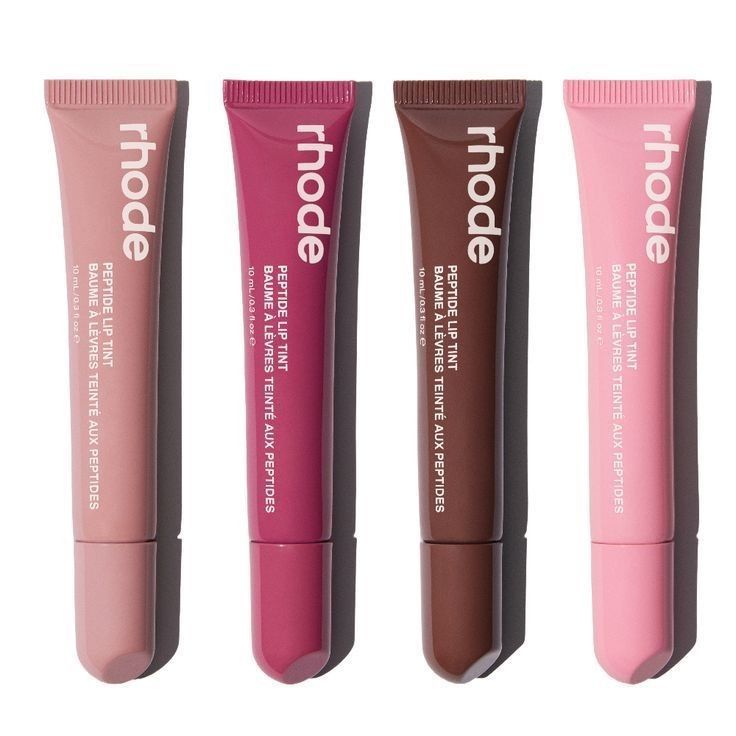 rhode
PEPTIDE LIP TINT
BAUME À LÈVRES TEINTÉ AUX PEPTIDES
10 mL / 0.3 fl oz ℮
rhode
PEPTIDE LIP TINT
BAUME À LÈVRES TEINTÉ AUX PEPTIDES
10 mL / 0.3 fl oz ℮
rhode
PEPTIDE LIP TINT
BAUME À LÈVRES TEINTÉ AUX PEPTIDES
10 mL / 0.3 fl oz ℮
rhode
PEPTIDE LIP TINT
BAUME À LÈVRES TEINTÉ AUX PEPTIDES
10 mL / 0.3 fl oz ℮